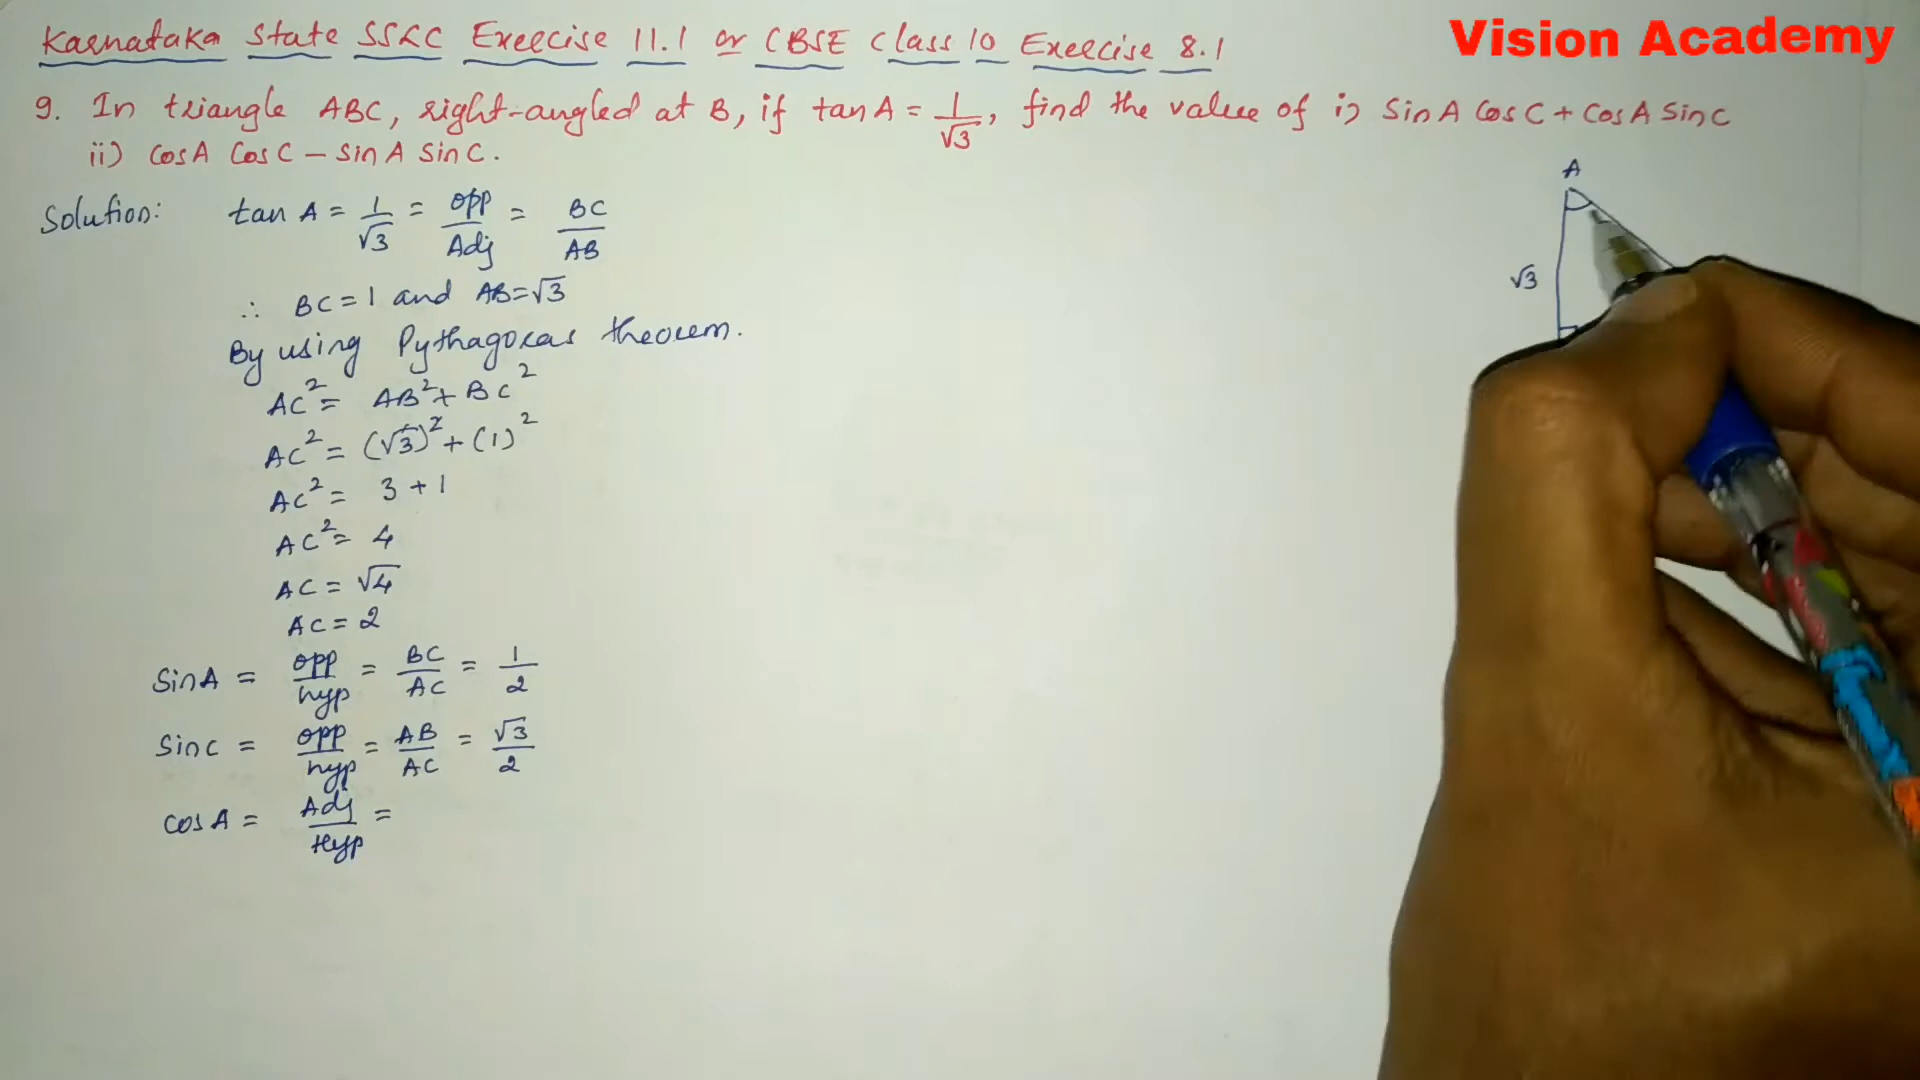 Karnataka State SSLC Exercise 11.1 or CBSE Class 10 Exercise 8.1
Vision Academy
9. In triangle ABC, right-angled at B, if tan A = 1/√3, find the value of i) Sin A Cos C + Cos A Sin C
ii) Cos A Cos C - Sin A Sin C.
Solution: tan A = 1/√3 = opp/Adj = BC/AB
∴ BC = 1 and AB = √3
By using Pythagoras theorem.
AC² = AB² + BC²
AC² = (√3)² + (1)²
AC² = 3 + 1
AC² = 4
AC = √4
AC = 2
Sin A = opp/hyp = BC/AC = 1/2
Sin C = opp/hyp = AB/AC = √3/2
Cos A = Adj/Hyp =
A
√3